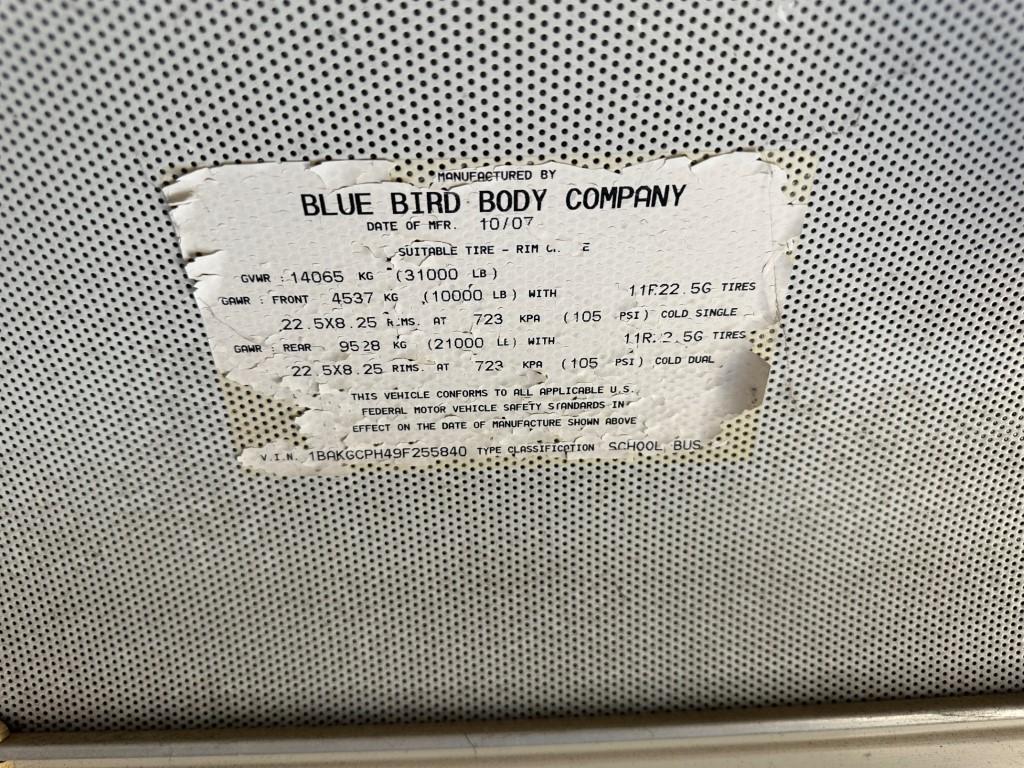 MANUFACTURED BY
BLUE BIRD BODY COMPANY
DATE OF MFR. 10/07
SUITABLE TIRE - RIM
GVWR : 14065 KG (31000 LB)
GAWR : FRONT 4537 KG (10000 LB) WITH TIRES
22.5X8.25 AT 723 KPA (105 PSI) COLD SINGLE
GAWR : REAR 9528 KG (21000 WITH TIRES
22.5X8.25 RIMS. AT 723 KPA (105 PSI) COLD DUAL
THIS VEHICLE CONFORMS TO ALL APPLICABLE U.S.
FEDERAL MOTOR VEHICLE SAFETY STANDARDS IN
EFFECT ON THE DATE OF MANUFACTURE SHOWN ABOVE
V.I.N. 1BAKGCPH49F255840 TYPE CLASSIFICATION SCHOOL BUS